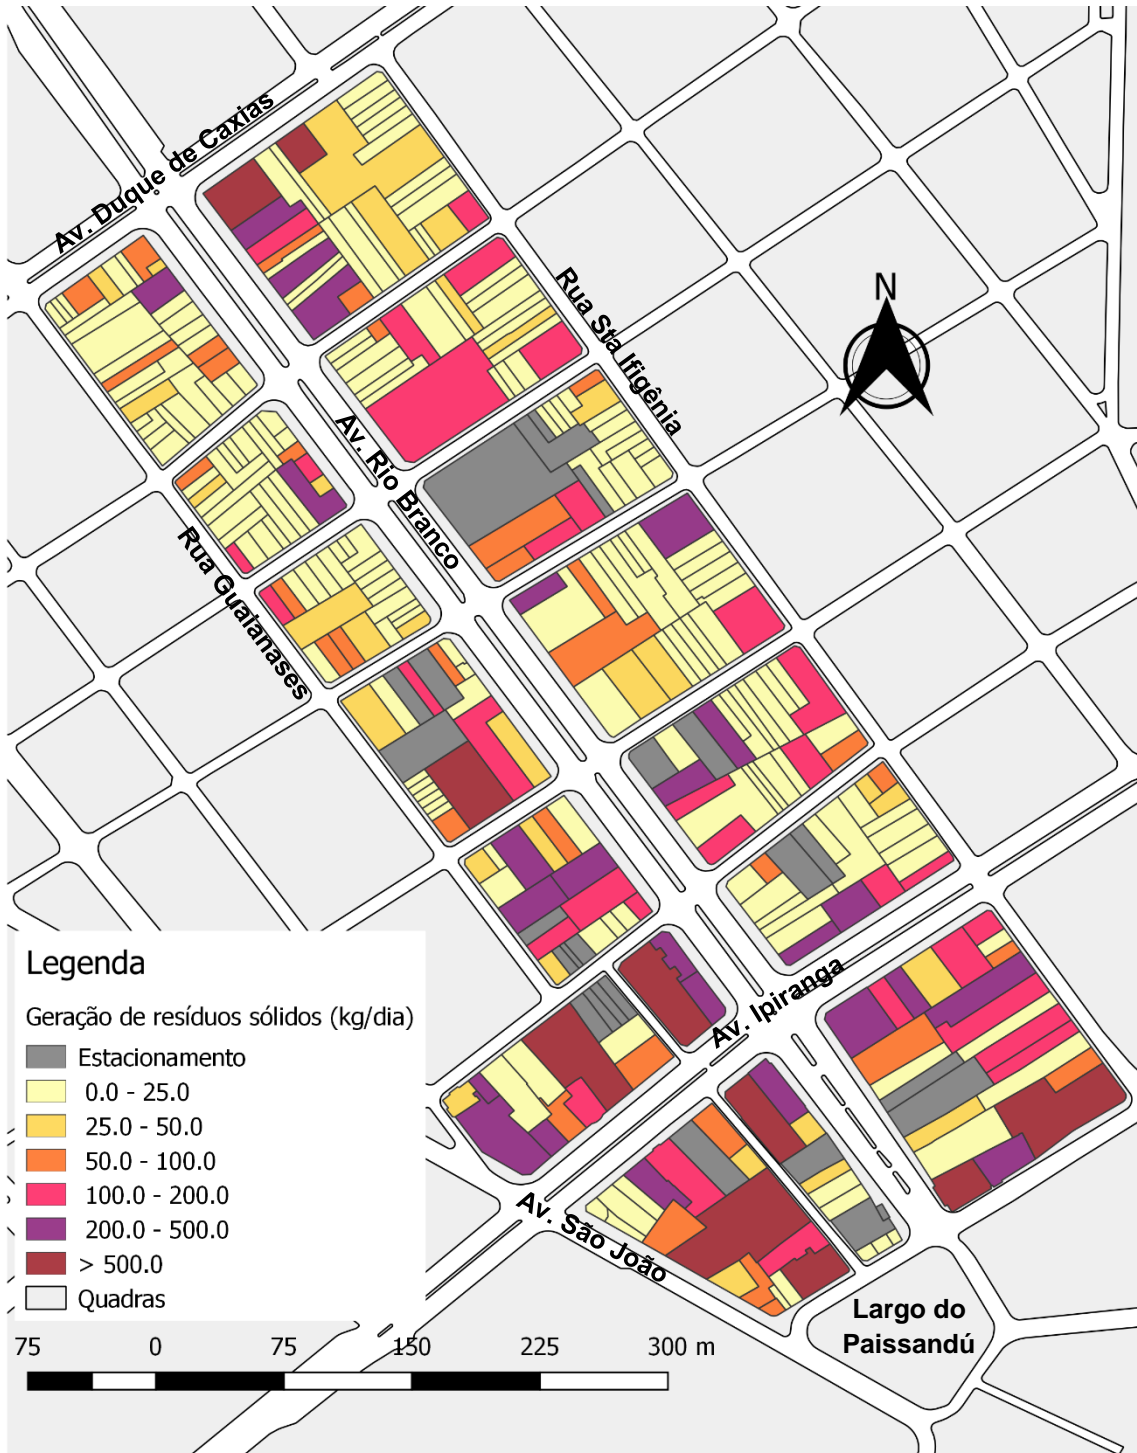 Av. Duque de Caxias
N
Rua Sta Ifigênia
Av. Rio Branco
Rua Guaianases
Av. Ipiranga
Av. São João
Largo do
Paissandú
Legenda
Geração de resíduos sólidos (kg/dia)
Estacionamento
0.0 - 25.0
25.0 - 50.0
50.0 - 100.0
100.0 - 200.0
200.0 - 500.0
> 500.0
Quadras
75 0 75 150 225 300 m